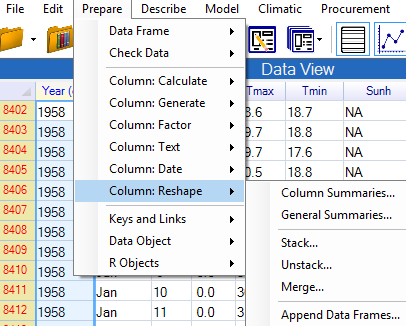 File Edit Prepare Describe Model Climatic Procurement
Data Frame
Check Data
Column: Calculate
Column: Generate
Column: Factor
Column: Text
Column: Date
Column: Reshape
Keys and Links
Data Object
R Objects
Column Summaries...
General Summaries...
Stack...
Unstack...
Merge...
Append Data Frames...
Data View
Year Tmax Tmin Sunh
8402 1958 8.6 18.7 NA
8403 1958 9.7 18.8 NA
8404 1958 9.7 17.6 NA
8405 1958 0.5 18.8 NA
8406 1958
8407 1958
8408 1958
8409 1958
8410 1958
8411 1958 Jan 10 0.0
8412 1958 Jan 11 0.0